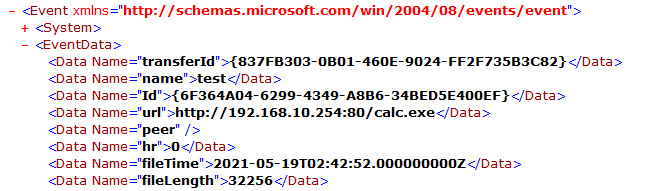 – <Event xmlns="http://schemas.microsoft.com/win/2004/08/events/event">
+ <System>
– <EventData>
<Data Name="transferId">{837FB303-0B01-460E-9024-FF2F735B3C82}</Data>
<Data Name="name">test</Data>
<Data Name="Id">{6F364A04-6299-4349-A8B6-34BED5E400EF}</Data>
<Data Name="url">http://192.168.10.254:80/calc.exe</Data>
<Data Name="peer" />
<Data Name="hr">0</Data>
<Data Name="fileTime">2021-05-19T02:42:52.000000000Z</Data>
<Data Name="fileLength">32256</Data>